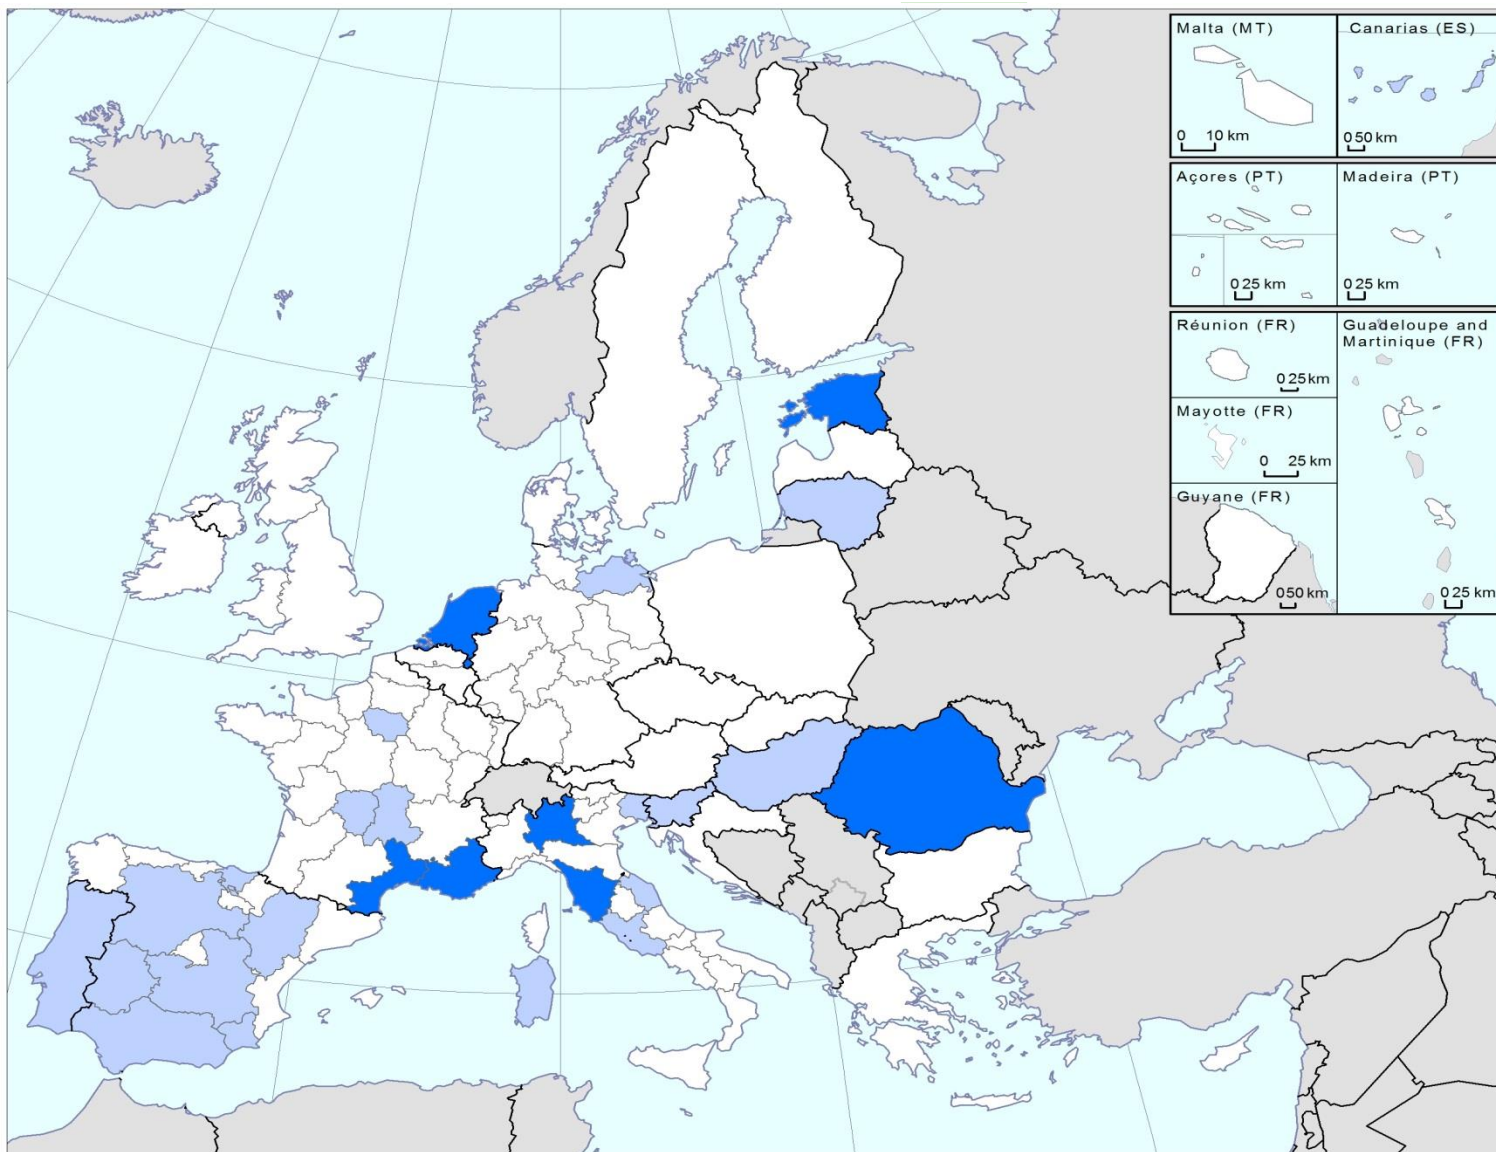 Malta (MT)
0 10 km
Canarias (ES)
0 50 km
Açores (PT)
0 25 km
Madeira (PT)
0 25 km
Réunion (FR)
0 25 km
Mayotte (FR)
0 25 km
Guyane (FR)
0 50 km
Guadeloupe and
Martinique (FR)
0 25 km